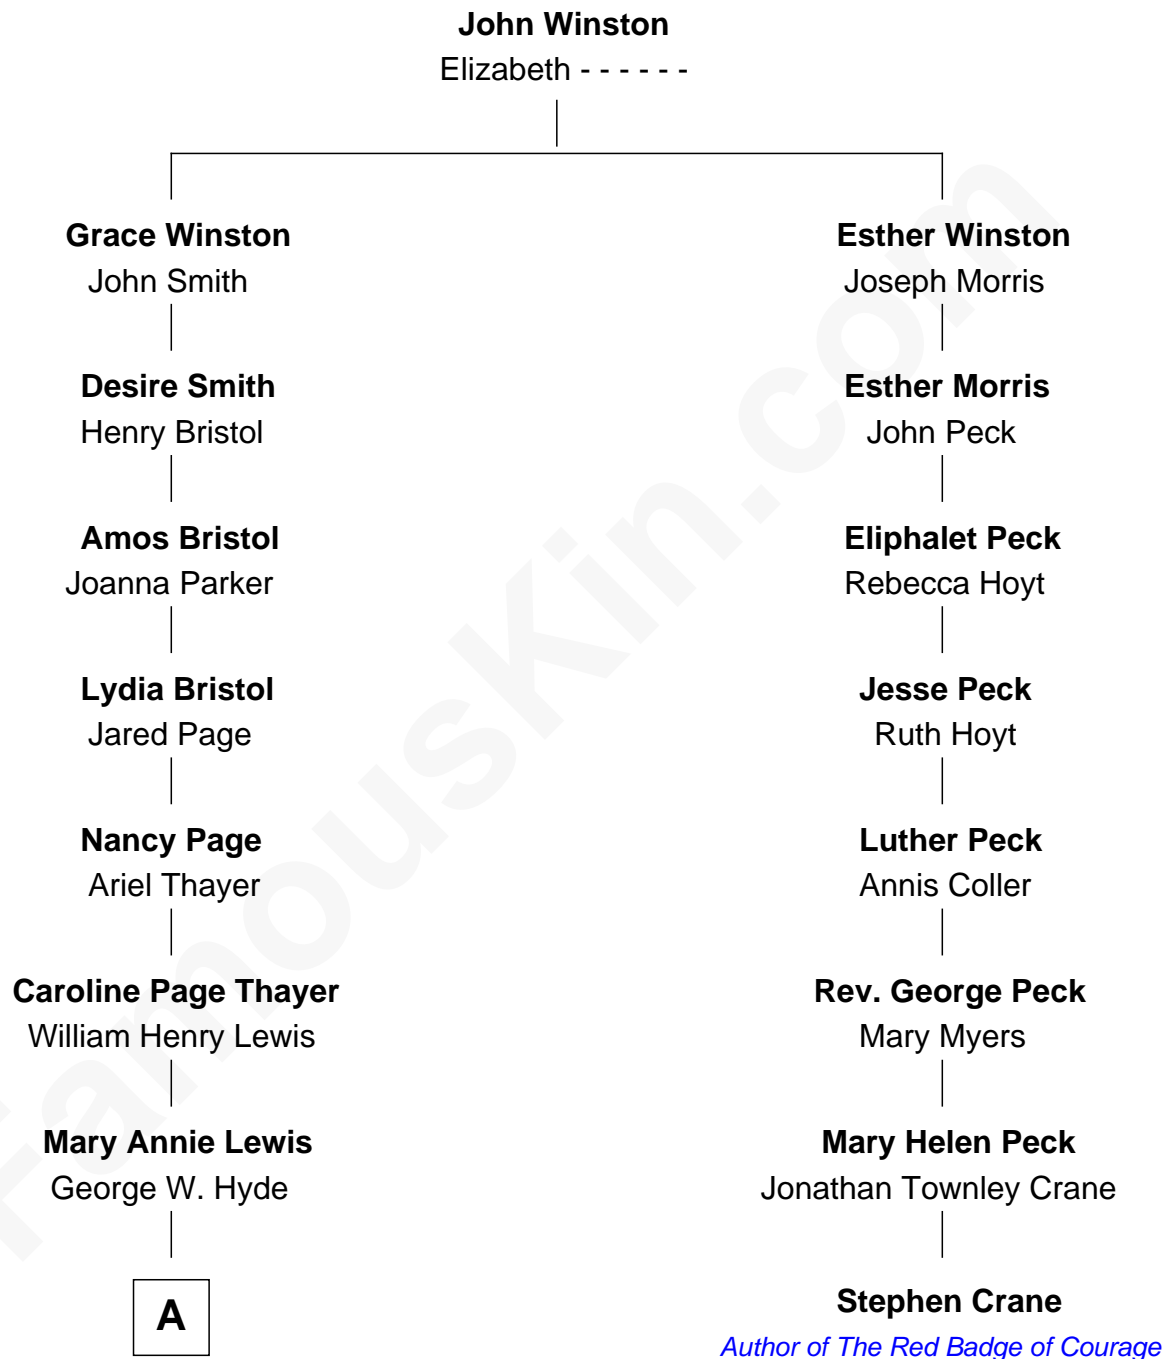 John Winston
Elizabeth - - - - - -
Grace Winston
John Smith
Desire Smith
Henry Bristol
Amos Bristol
Joanna Parker
Lydia Bristol
Jared Page
Nancy Page
Ariel Thayer
Caroline Page Thayer
William Henry Lewis
Mary Annie Lewis
George W. Hyde
A
Esther Winston
Joseph Morris
Esther Morris
John Peck
Eliphalet Peck
Rebecca Hoyt
Jesse Peck
Ruth Hoyt
Luther Peck
Annis Coller
Rev. George Peck
Mary Myers
Mary Helen Peck
Jonathan Townley Crane
Stephen Crane
Author of The Red Badge of Courage
FamousKin.com